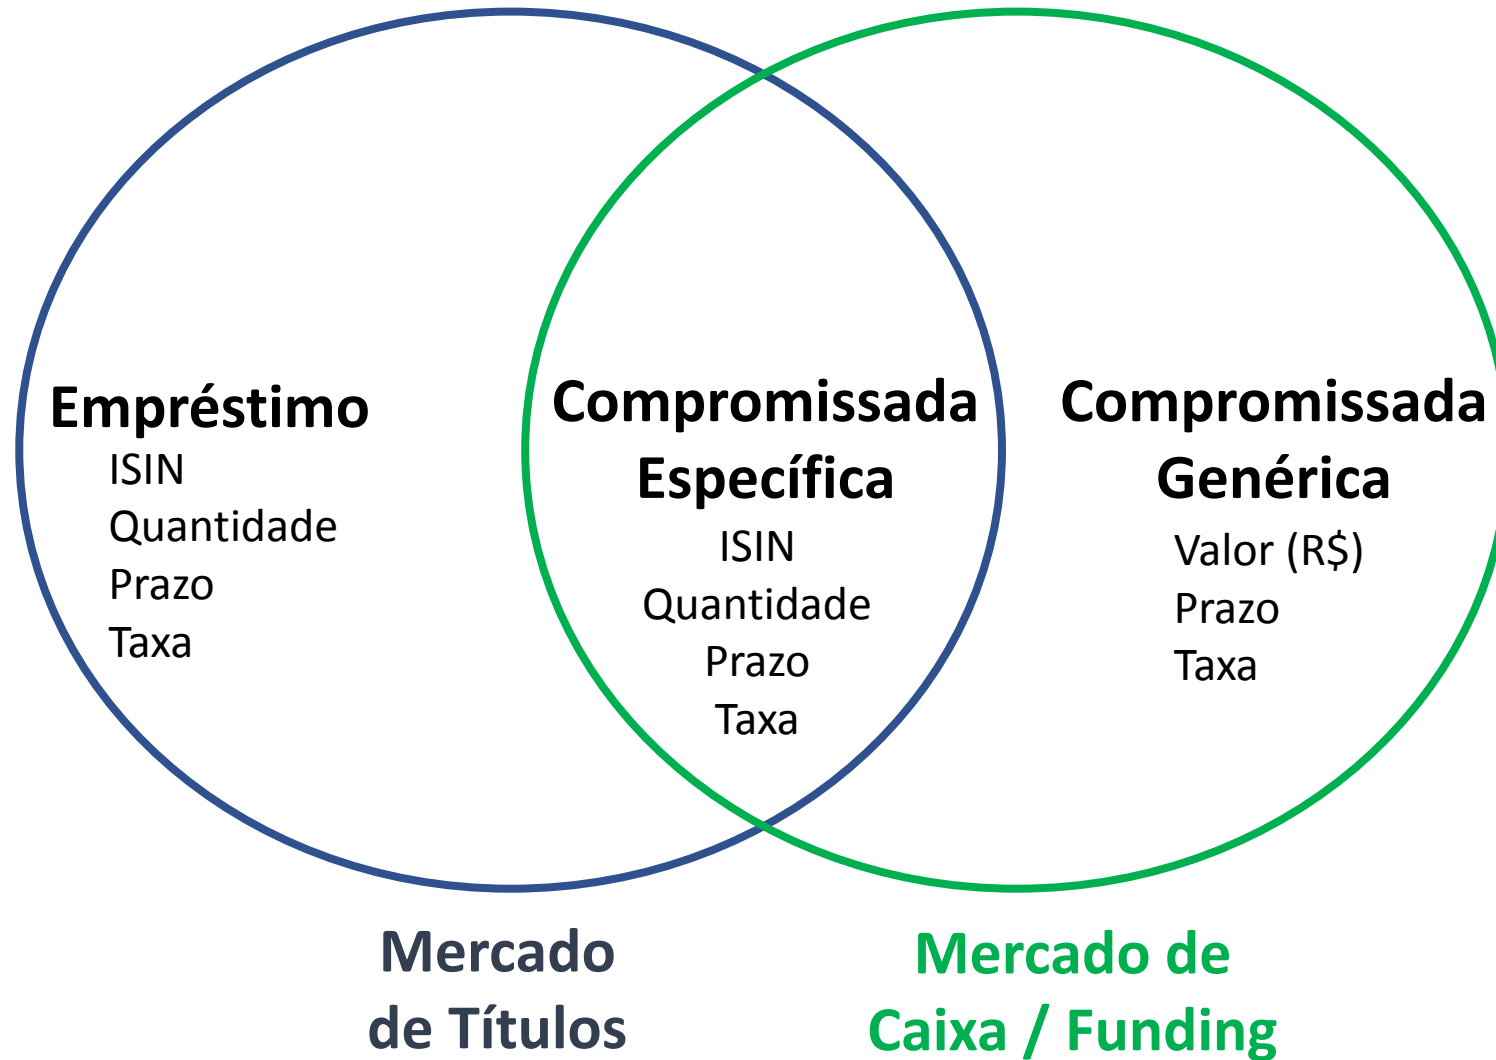 Empréstimo
ISIN
Quantidade
Prazo
Taxa
Compromissada
Específica
ISIN
Quantidade
Prazo
Taxa
Compromissada
Genérica
Valor (R$)
Prazo
Taxa
Mercado
de Títulos
Mercado de
Caixa / Funding